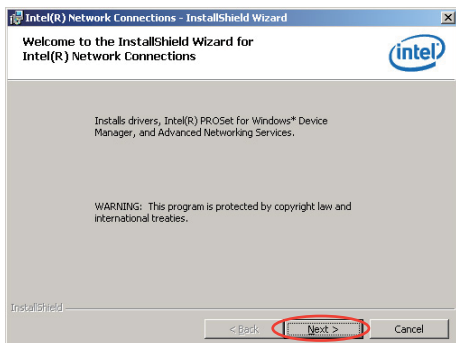 Intel(R) Network Connections - InstallShield Wizard
Welcome to the InstallShield Wizard for
Intel(R) Network Connections
intel
Installs drivers, Intel(R) PROSet for Windows* Device
Manager, and Advanced Networking Services.
WARNING: This program is protected by copyright law and
international treaties.
InstallShield
< Back
Next >
Cancel